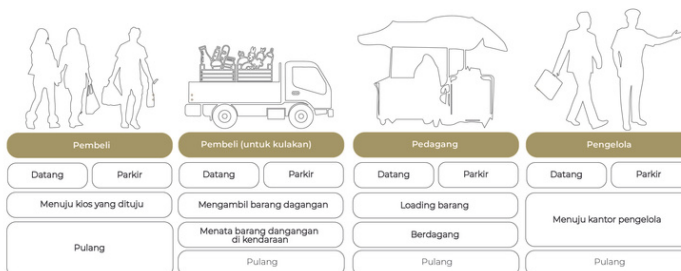 Pembeli
Datang
Parkir
Menuju kios yang dituju
Pulang
Pembeli (untuk kulakan)
Datang
Parkir
Mengambil barang dagangan
Menata barang dangangan
di kendaraan
Pulang
Pedagang
Datang
Parkir
Loading barang
Berdagang
Pulang
Pengelola
Datang
Parkir
Menuju kantor pengelola
Pulang